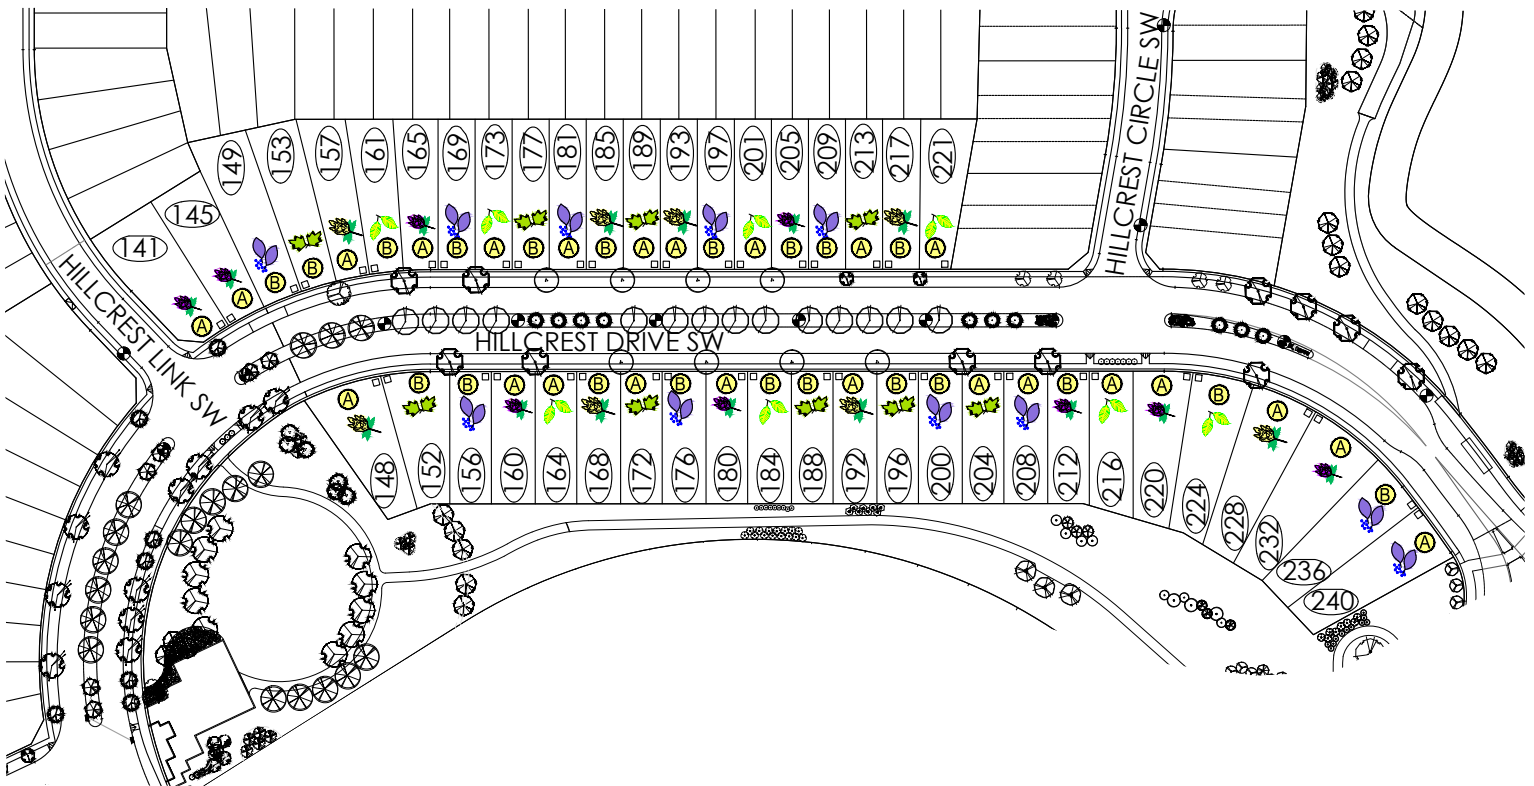 HILLCREST CIRCLE SW
141
145
149
153
157
161
165
169
173
177
181
185
189
193
197
201
205
209
213
217
221
A
A
B
B
A
B
A
B
A
B
A
B
A
A
B
A
B
B
A
B
A
HILLCREST LINK SW
HILLCREST DRIVE SW
A
B
B
A
A
B
A
B
A
B
B
A
B
B
A
A
B
A
A
B
A
A
B
A
148
152
156
160
164
168
172
176
180
184
188
192
196
200
204
208
212
216
220
224
228
232
236
240